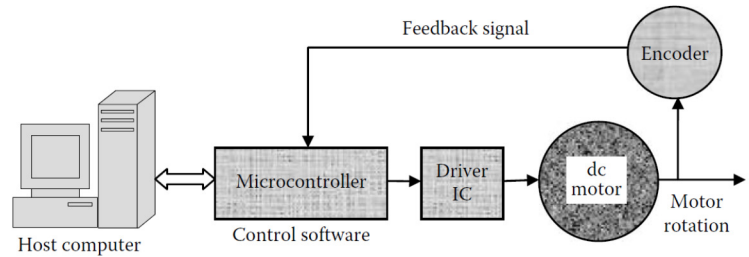 Feedback signal
Encoder
Microcontroller
Driver
IC
dc
motor
Motor
rotation
Control software
Host computer